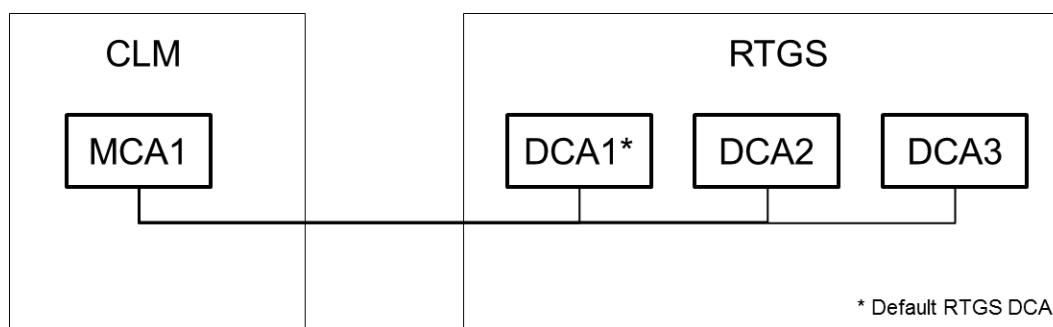 CLM
RTGS
MCA1
DCA1*
DCA2
DCA3
* Default RTGS DCA